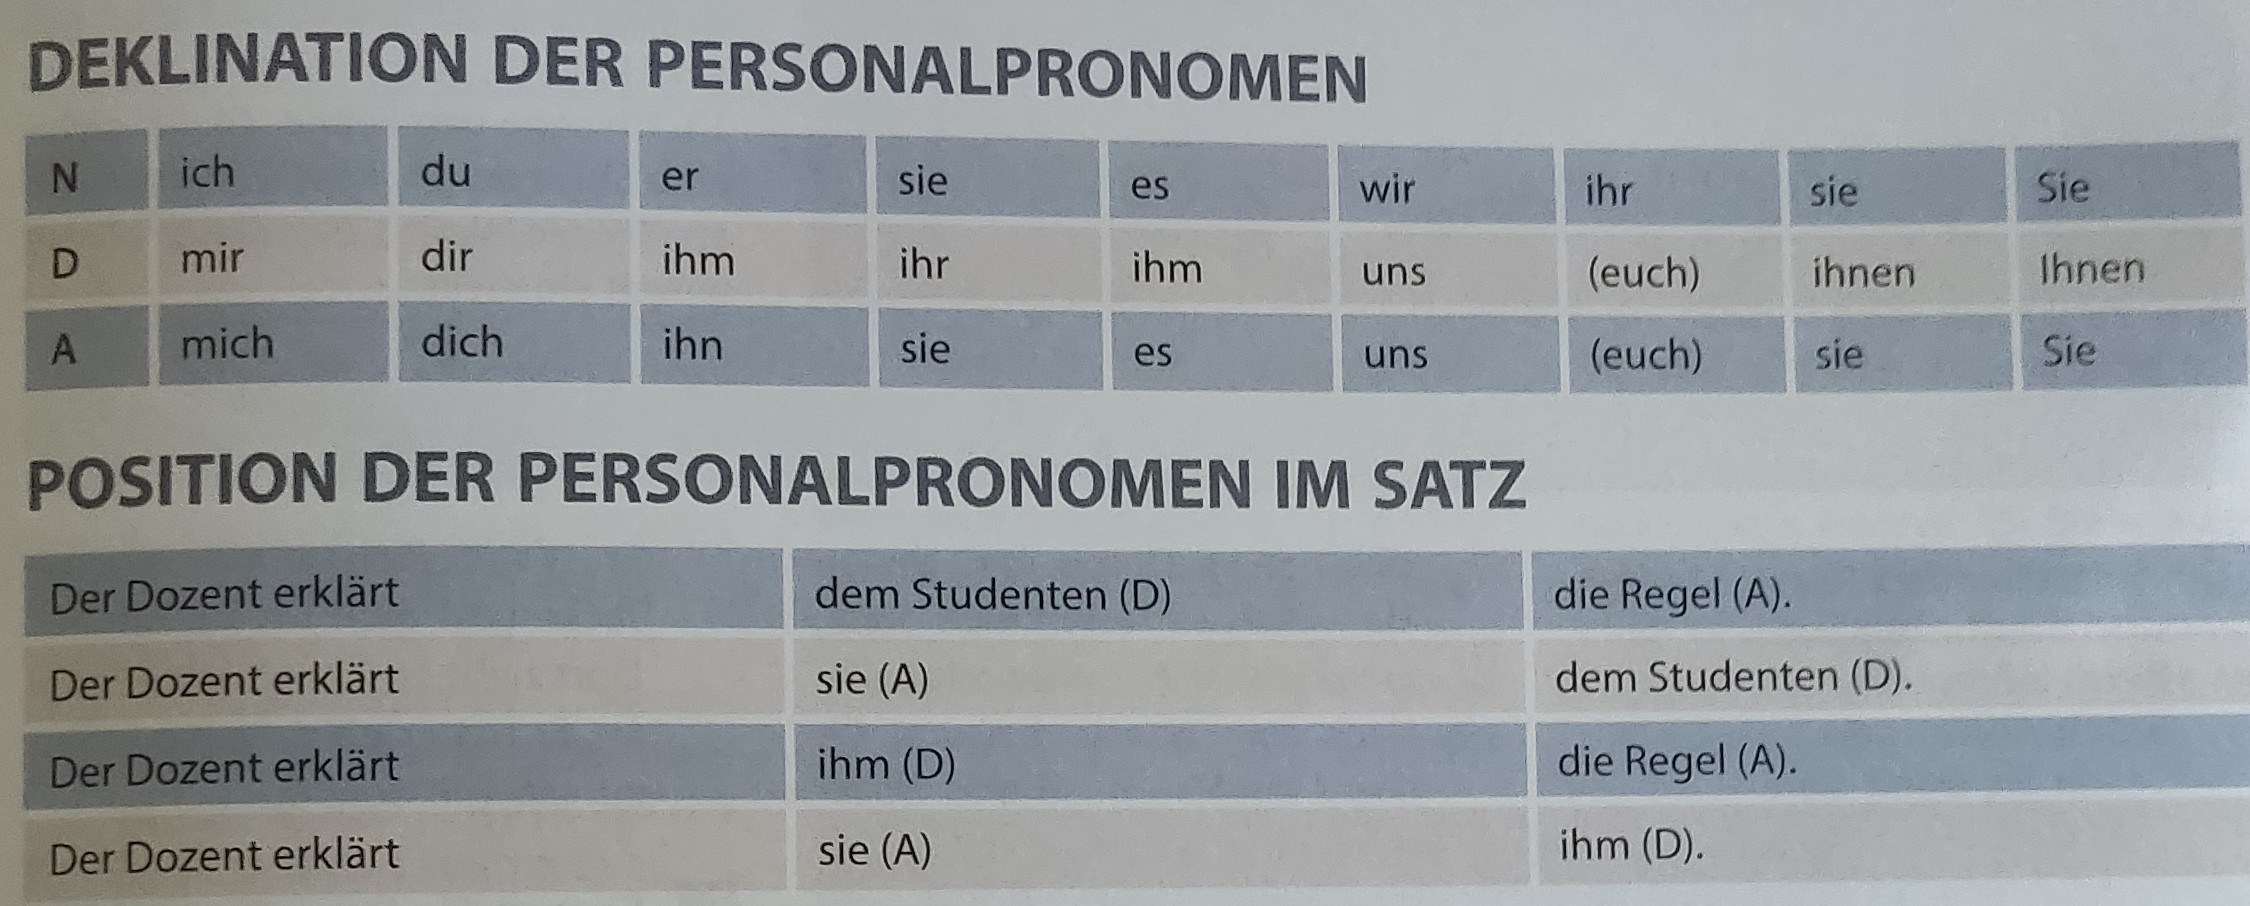 DEKLINATION DER PERSONALPRONOMEN
N ich du er sie es wir ihr sie Sie
D mir dir ihm ihr ihm uns (euch) ihnen Ihnen
A mich dich ihn sie es uns (euch) sie Sie
POSITION DER PERSONALPRONOMEN IM SATZ
Der Dozent erklärt dem Studenten (D) die Regel (A).
Der Dozent erklärt sie (A) dem Studenten (D).
Der Dozent erklärt ihm (D) die Regel (A).
Der Dozent erklärt sie (A) ihm (D).